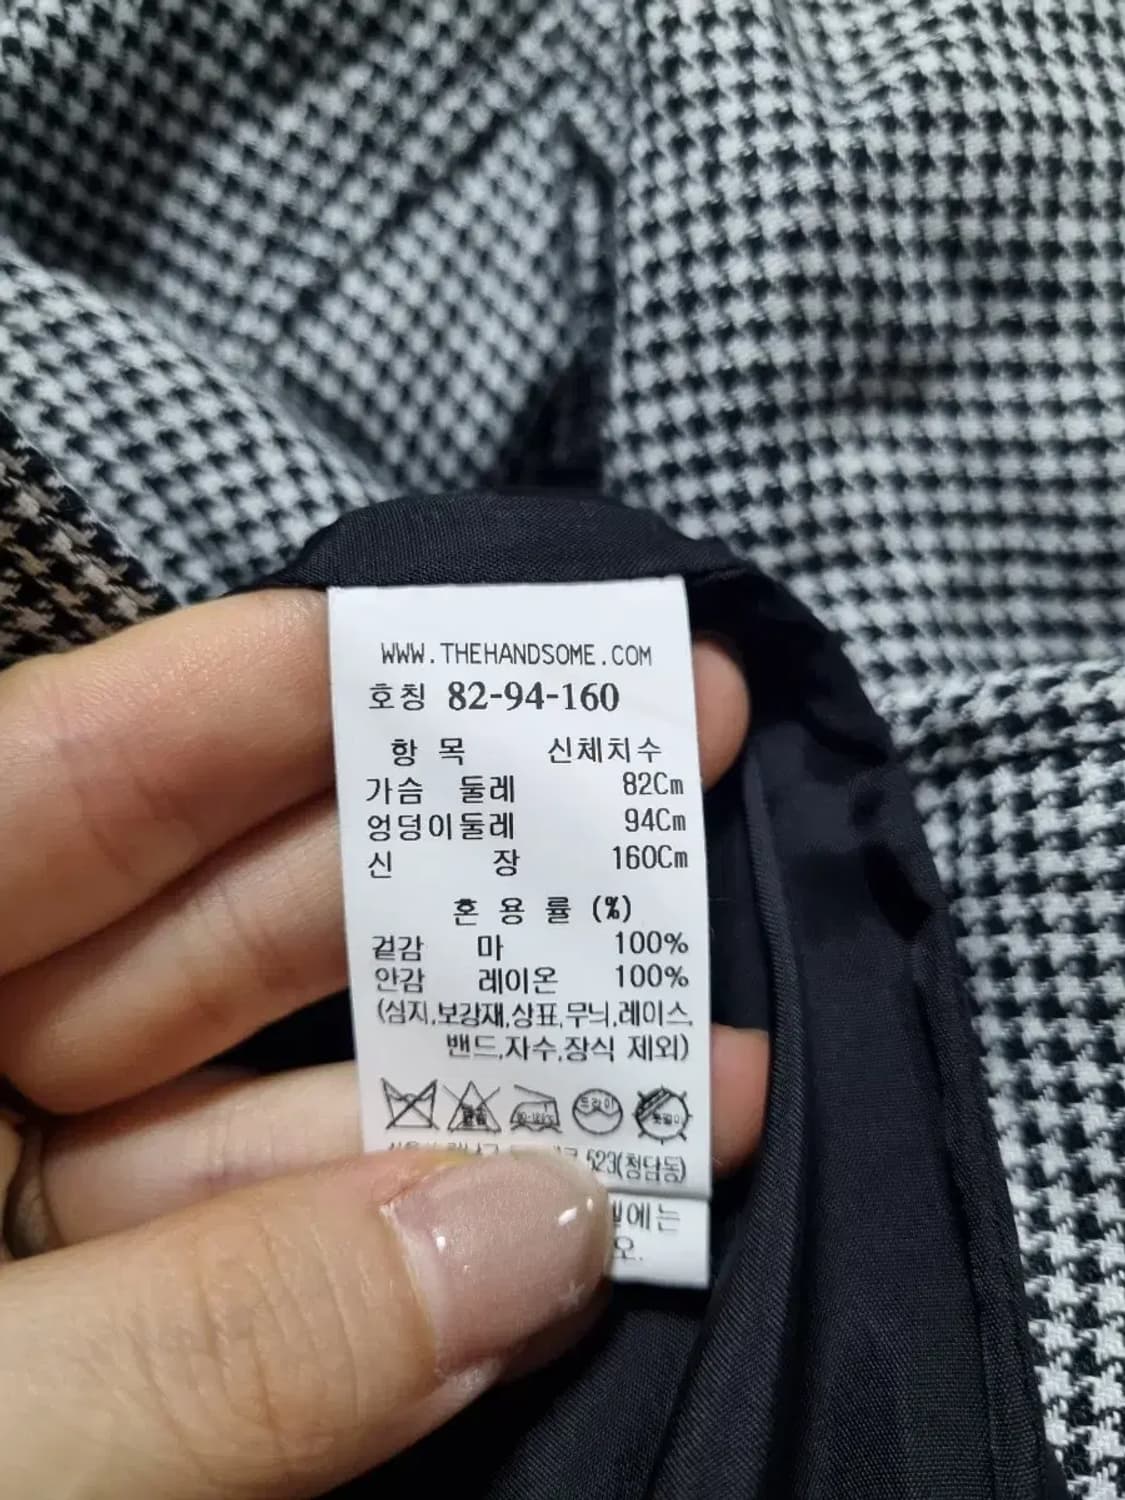 WWW.THEHANDSOME.COM
호칭 82-94-160
항 목 신체치수
가슴 둘레 82Cm
엉덩이둘레 94Cm
신 장 160Cm
혼 용 률 (%)
겉감 마 100%
안감 레이온 100%
(심지,보강재,상표,무늬,레이스,
밴드,자수,장식 제외)
드라이
523(청담동)